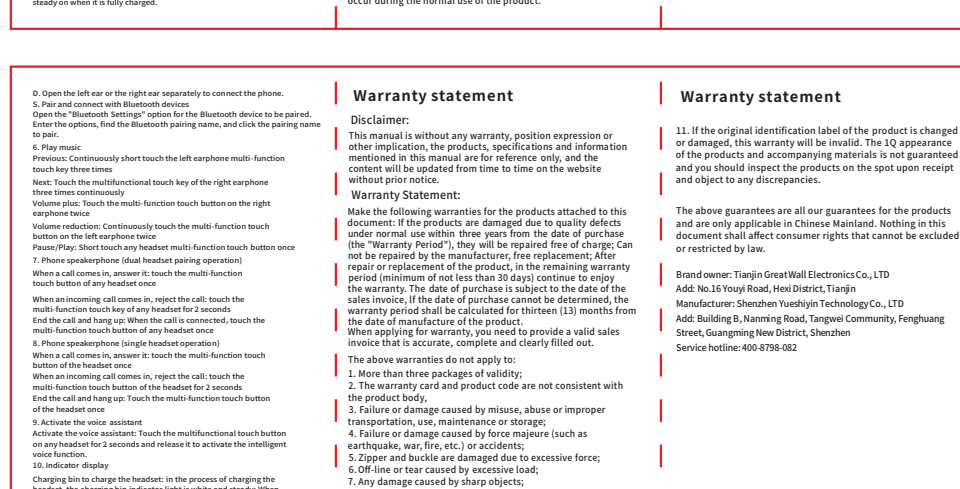 steady on when it is fully charged.
occur during the normal use of the product.
D. Open the left ear or the right ear separately to connect the phone.
S. Pair and connect with Bluetooth devices
Open the "Bluetooth Settings" option for the Bluetooth device to be paired.
Enter the options, find the Bluetooth pairing name, and click the pairing name
to pair.
6. Play music
Previous: Continuously short touch the left earphone multi-function
touch key three times
Next: Touch the multifunctional touch key of the right earphone
three times continuously
Volume plus: Touch the multi-function touch button on the right
earphone twice
Volume reduction: Continuously touch the multi-function touch
button on the left earphone twice
Pause/Play: Short touch any headset multi-function touch button once
7. Phone speakerphone (dual headset pairing operation)
When a call comes in, answer it: touch the multi-function
touch button of any headset once
When an incoming call comes in, reject the call: touch the
multi-function touch key of any headset for 2 seconds
End the call and hang up: When the call is connected, touch the
multi-function touch button of any headset once
8. Phone speakerphone (single headset operation)
When a call comes in, answer it: touch the multi-function touch
button of the headset once
When an incoming call comes in, reject the call: touch the
multi-function touch button of the headset for 2 seconds
End the call and hang up: Touch the multi-function touch button
of the headset once
9. Activate the voice assistant
Activate the voice assistant: Touch the multifunctional touch button
on any headset for 2 seconds and release it to activate the intelligent
voice function.
10. Indicator display
Charging bin to charge the headset: in the process of charging the
headset, the charging bin indicator light is white and steady; When
Warranty statement
Disclaimer:
This manual is without any warranty, position expression or
other implication, the products, specifications and information
mentioned in this manual are for reference only, and the
content will be updated from time to time on the website
without prior notice.
Warranty Statement:
Make the following warranties for the products attached to this
document: If the products are damaged due to quality defects
under normal use within three years from the date of purchase
(the "Warranty Period"), they will be repaired free of charge; Can
not be repaired by the manufacturer, free replacement; After
repair or replacement of the product, in the remaining warranty
period (minimum of not less than 30 days) continue to enjoy
the warranty. The date of purchase is subject to the date of the
sales invoice, lf the date of purchase cannot be determined, the
warranty period shall be calculated for thirteen (13) months from
the date of manufacture of the product.
When applying for warranty, you need to provide a valid sales
invoice that is accurate, complete and clearly filled out.
The above warranties do not apply to:
1. More than three packages of validity;
2. The warranty card and product code are not consistent with
the product body,
3. Failure or damage caused by misuse, abuse or improper
transportation, use, maintenance or storage;
4. Failure or damage caused by force majeure (such as
earthquake, war, fire, etc.) or accidents;
5. Zipper and buckle are damaged due to excessive force;
6. Off-line or tear caused by excessive load;
7. Any damage caused by sharp objects;
Warranty statement
11. lf the original identification label of the product is changed
or damaged, this warranty will be invalid. The 1Q appearance
of the products and accompanying materials is not guaranteed
and you should inspect the products on the spot upon receipt
and object to any discrepancies.
The above guarantees are all our guarantees for the products
and are only applicable in Chinese Mainland. Nothing in this
document shall affect consumer rights that cannot be excluded
or restricted by law.
Brand owner: Tianjin Great Wall Electronics Co., LTD
Add: No.16 Youyi Road, Hexi District, Tianjin
Manufacturer: Shenzhen Yueshiyin Technology Co., LTD
Add: Building B, Nanming Road, Tangwei Community, Fenghuang
Street, Guangming New District, Shenzhen
Service hotline: 400-8798-082